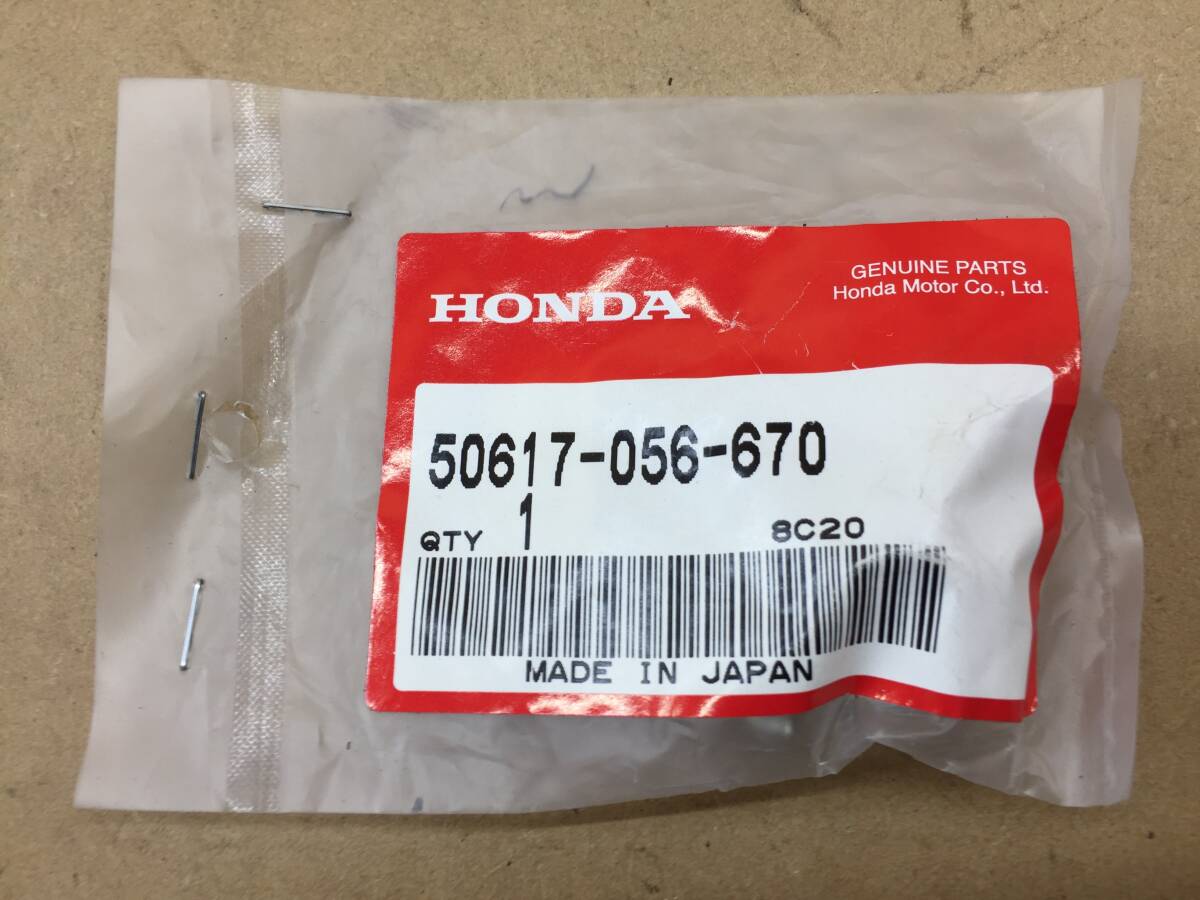 HONDA
GENUINE PARTS
Honda Motor Co., Ltd.
50617-056-670
QTY 1 8C20
MADE IN JAPAN